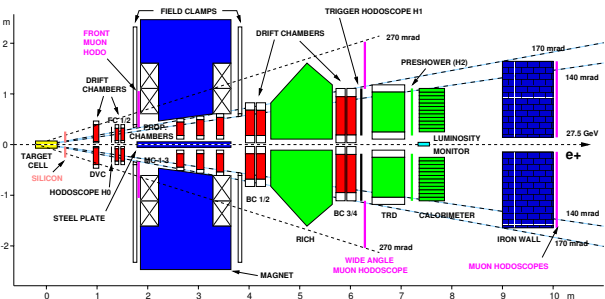 FIELD CLAMPS
TRIGGER HODOSCOPE H1
m
FRONT
MUON
HODO
DRIFT CHAMBERS
270 mrad
170 mrad
2
PRESHOWER (H2)
140 mrad
DRIFT
CHAMBERS
1
FC 1/2
PROP.
CHAMBERS
27.5 GeV
LUMINOSITY
MONITOR
0
e+
TARGET
CELL
MC 1-3
SILICON
DVC
HODOSCOPE H0
-1
STEEL PLATE
BC 1/2
BC 3/4
TRD
CALORIMETER
140 mrad
RICH
IRON WALL
170 mrad
270 mrad
-2
WIDE ANGLE
MUON HODOSCOPE
MUON HODOSCOPES
MAGNET
0 1 2 3 4 5 6 7 8 9 10 m